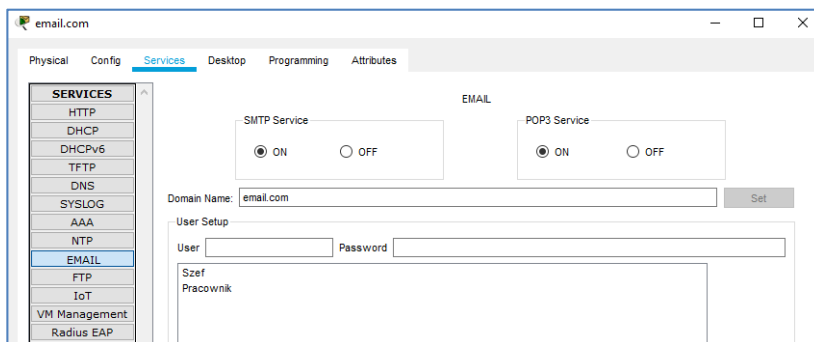 email.com
Physical Config Services Desktop Programming Attributes
SERVICES
HTTP
DHCP
DHCPv6
TFTP
DNS
SYSLOG
AAA
NTP
EMAIL
FTP
IoT
VM Management
Radius EAP
EMAIL
SMTP Service
ON OFF
POP3 Service
ON OFF
Domain Name: email.com Set
User Setup
User Password
Szef
Pracownik